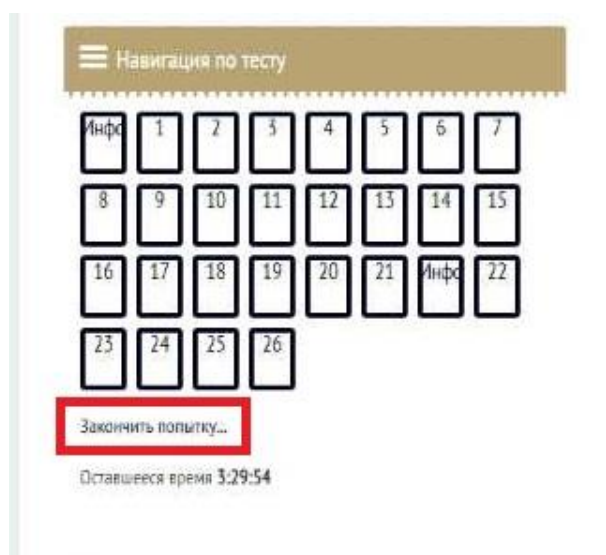 Навигация по тесту
Инфо 1 2 3 4 5 6 7
8 9 10 11 12 13 14 15
16 17 18 19 20 21 Инфо 22
23 24 25 26
Закончить попытку...
Оставшееся время 3:29:54